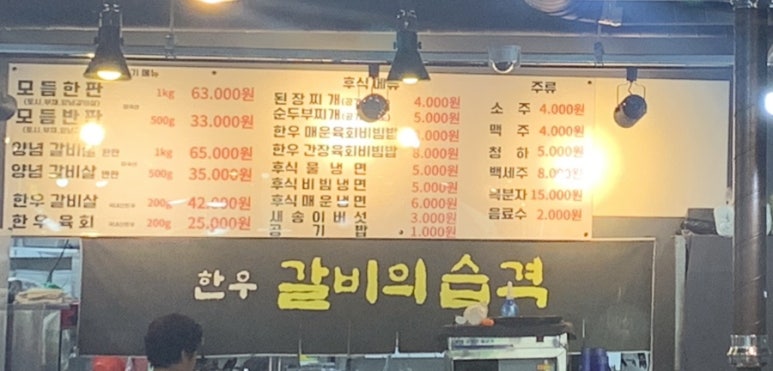 기 메뉴
모듬한판 1kg 63.000원
모듬반판 500g 33.000원
양념 갈비살 한판 1kg 65.000원
양념 갈비살 반판 500g 35.000원
한우 갈비살 200g 42.000원
한우 육회 200g 25.000원
후식메뉴
된장찌개 4.000원
순두부찌개 5.000원
한우 매운육회비빔밥
한우 간장육회비빔밥 8.000원
후식 물냉면 5.000원
후식 비빔냉면 5.000원
후식 매운냉면 6.000원
새송이버섯 3.000원
공기밥 1.000원
주류
소주 4.000원
맥주 4.000원
청하 5.000원
백세주
복분자 15.000원
음료수 2.000원
한우 갈비의 습격